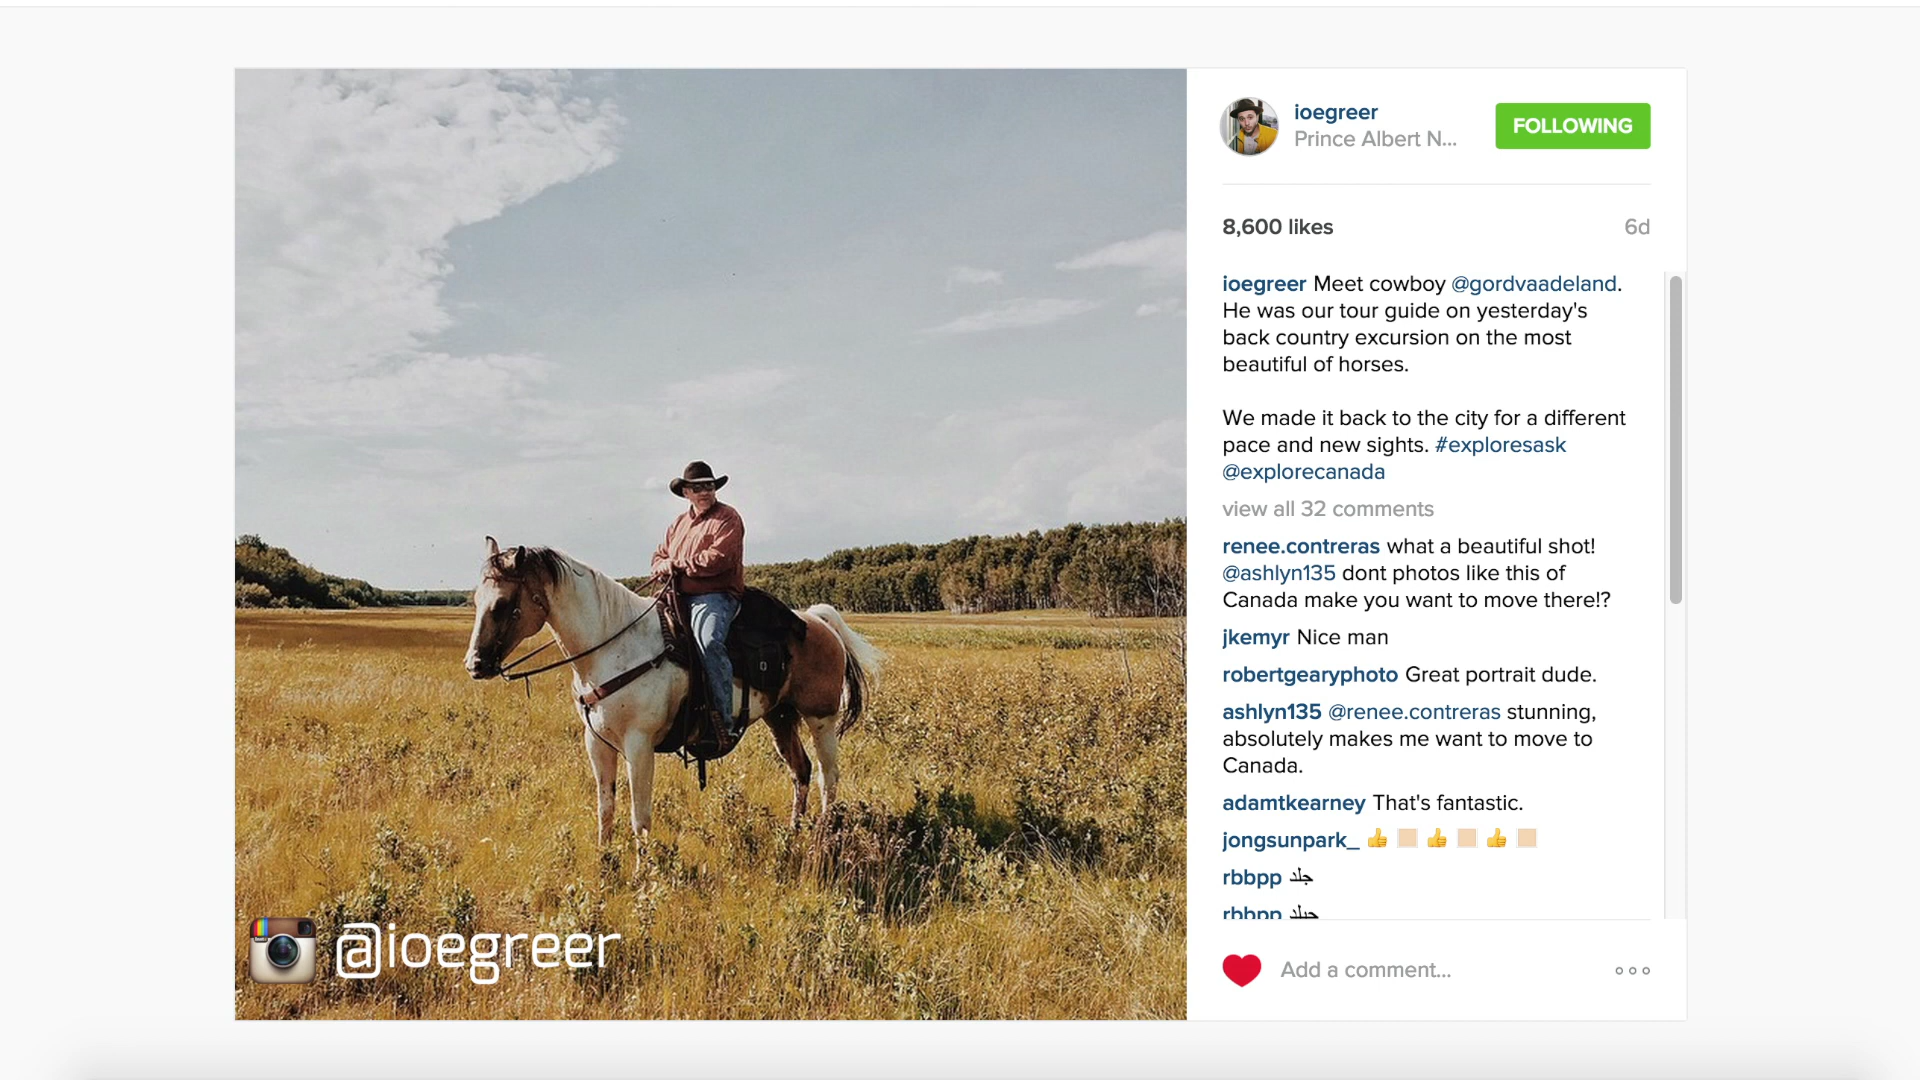 @ioegreer
ioegreer
Prince Albert N...
FOLLOWING
8,600 likes
6d
ioegreer Meet cowboy @gordvaadeland.
He was our tour guide on yesterday's
back country excursion on the most
beautiful of horses.
We made it back to the city for a different
pace and new sights. #exploresask
@explorecanada
view all 32 comments
renee.contreras what a beautiful shot!
@ashlyn135 dont photos like this of
Canada make you want to move there!?
jkemyr Nice man
robertgearyphoto Great portrait dude.
ashlyn135 @renee.contreras stunning,
absolutely makes me want to move to
Canada.
adamtkearney That's fantastic.
jongsunpark_ 👍🏼👍🏼👍🏼
rbbpp جلد
rbbpp
Add a comment...